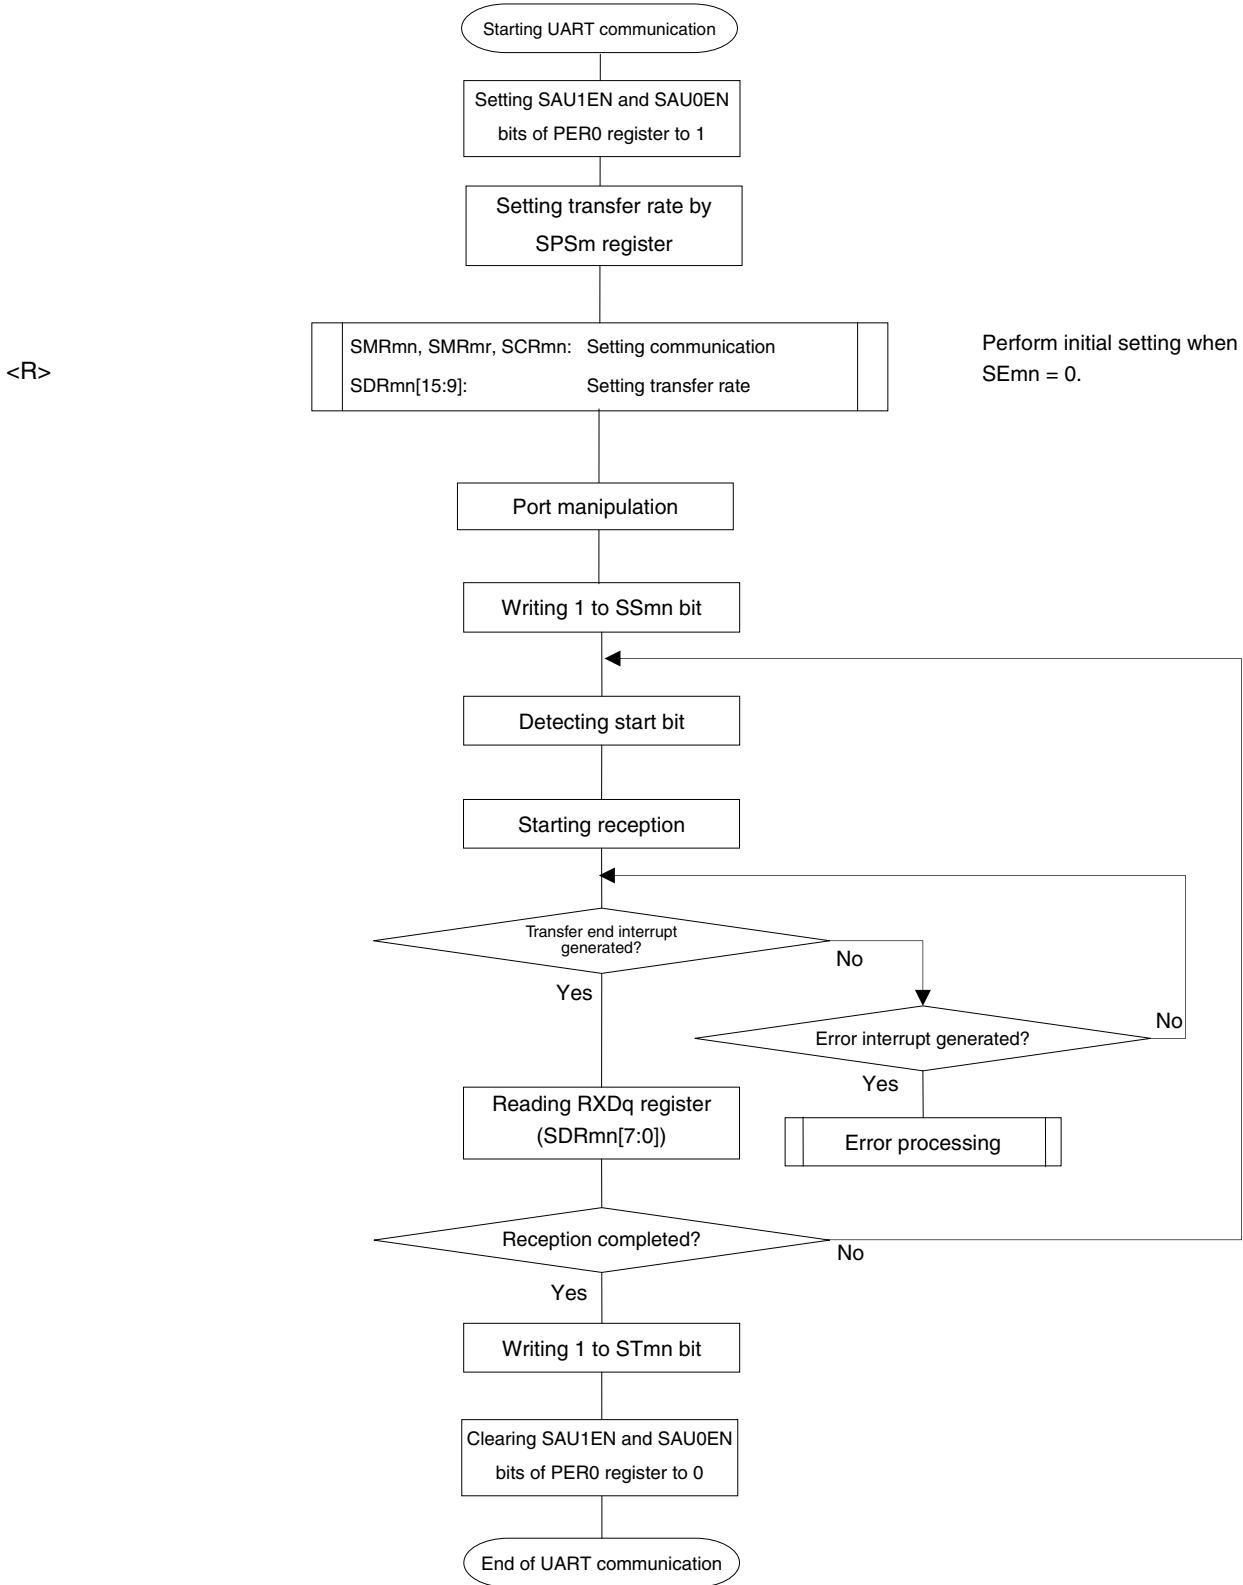 Starting UART communication
Setting SAU1EN and SAU0EN
bits of PER0 register to 1
Setting transfer rate by
SPSm register
<R>
SMRmn, SMRmr, SCRmn: Setting communication
SDRmn[15:9]: Setting transfer rate
Perform initial setting when
SEmn = 0.
Port manipulation
Writing 1 to SSmn bit
Detecting start bit
Starting reception
Transfer end interrupt
generated?
No
Yes
Error interrupt generated?
No
Yes
Error processing
Reading RXDq register
(SDRmn[7:0])
Reception completed?
No
Yes
Writing 1 to STmn bit
Clearing SAU1EN and SAU0EN
bits of PER0 register to 0
End of UART communication